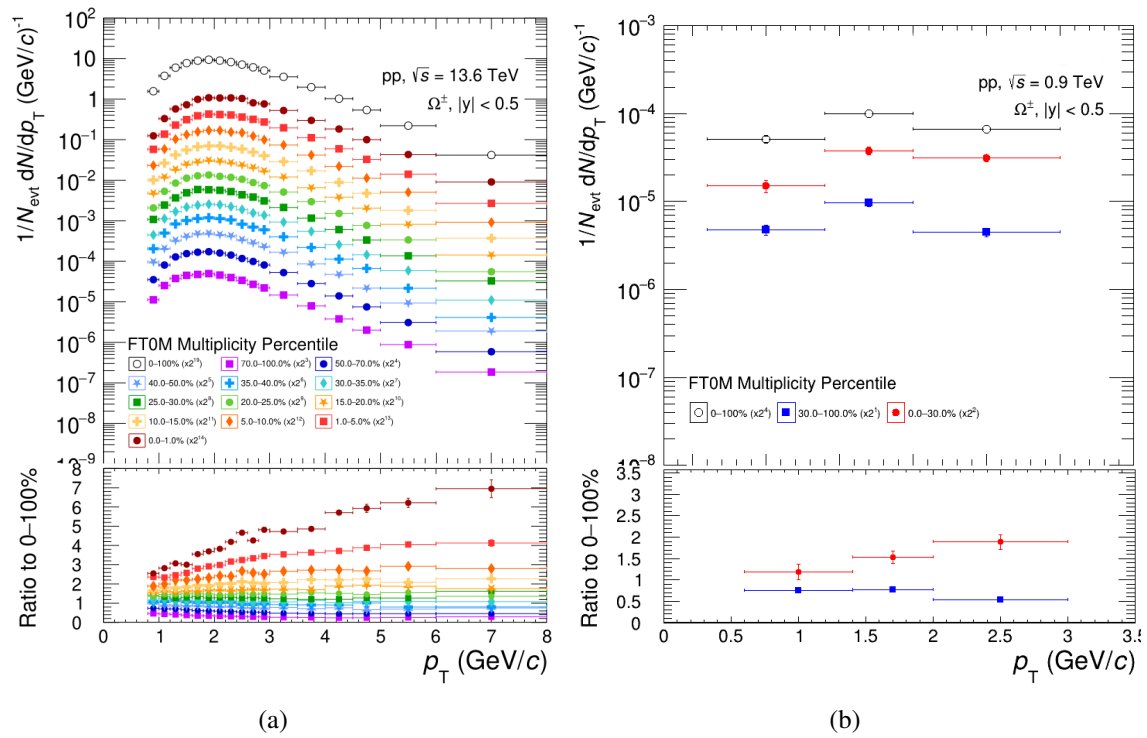 1/N_evt dN/dp_T (GeV/c)⁻¹
10²
10
1
10⁻¹
10⁻²
10⁻³
10⁻⁴
10⁻⁵
10⁻⁶
10⁻⁷
10⁻⁸
10⁻⁹
pp, √s = 13.6 TeV
Ω±, |y| < 0.5
FT0M Multiplicity Percentile
0–100% (x2¹⁹) 70.0–100.0% (x2³) 50.0–70.0% (x2⁴)
40.0–50.0% (x2⁵) 35.0–40.0% (x2⁶) 30.0–35.0% (x2⁷)
25.0–30.0% (x2⁸) 20.0–25.0% (x2⁹) 15.0–20.0% (x2¹⁰)
10.0–15.0% (x2¹¹) 5.0–10.0% (x2¹²) 1.0–5.0% (x2¹³)
0.0–1.0% (x2¹⁴)
Ratio to 0–100%
8
7
6
5
4
3
2
1
0
0 1 2 3 4 5 6 7 8
p_T (GeV/c)
(a)
1/N_evt dN/dp_T (GeV/c)⁻¹
10⁻³
10⁻⁴
10⁻⁵
10⁻⁶
10⁻⁷
10⁻⁸
pp, √s = 0.9 TeV
Ω±, |y| < 0.5
FT0M Multiplicity Percentile
0–100% (x2⁴) 30.0–100.0% (x2¹) 0.0–30.0% (x2²)
Ratio to 0–100%
3.5
3
2.5
2
1.5
1
0.5
0
0 0.5 1 1.5 2 2.5 3 3.5
p_T (GeV/c)
(b)